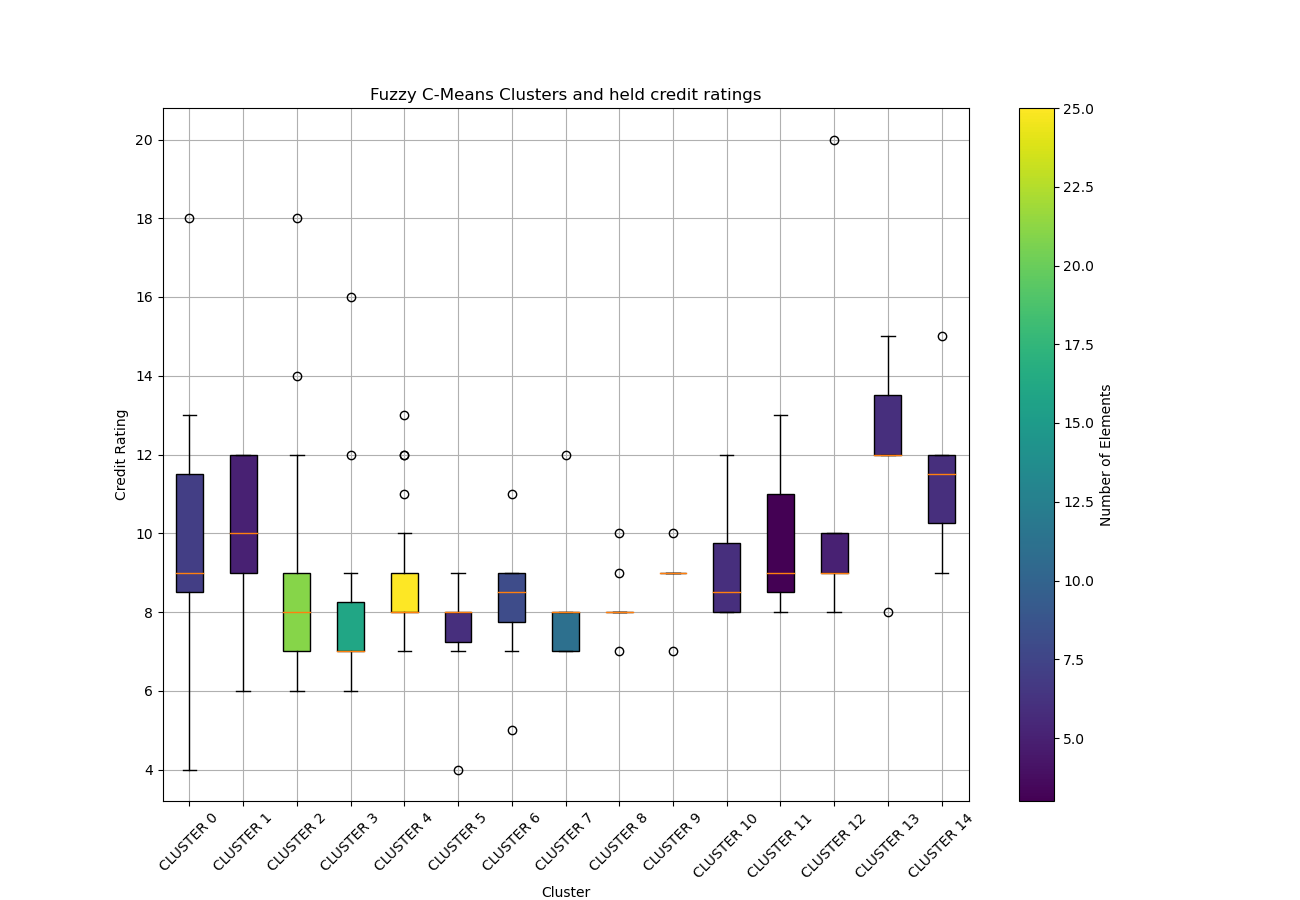 Fuzzy C-Means Clusters and held credit ratings
20
18
16
14
12
10
8
6
4
Credit Rating
CLUSTER 0
CLUSTER 1
CLUSTER 2
CLUSTER 3
CLUSTER 4
CLUSTER 5
CLUSTER 6
CLUSTER 7
CLUSTER 8
CLUSTER 9
CLUSTER 10
CLUSTER 11
CLUSTER 12
CLUSTER 13
CLUSTER 14
Cluster
25.0
22.5
20.0
17.5
15.0
12.5
10.0
7.5
5.0
Number of Elements